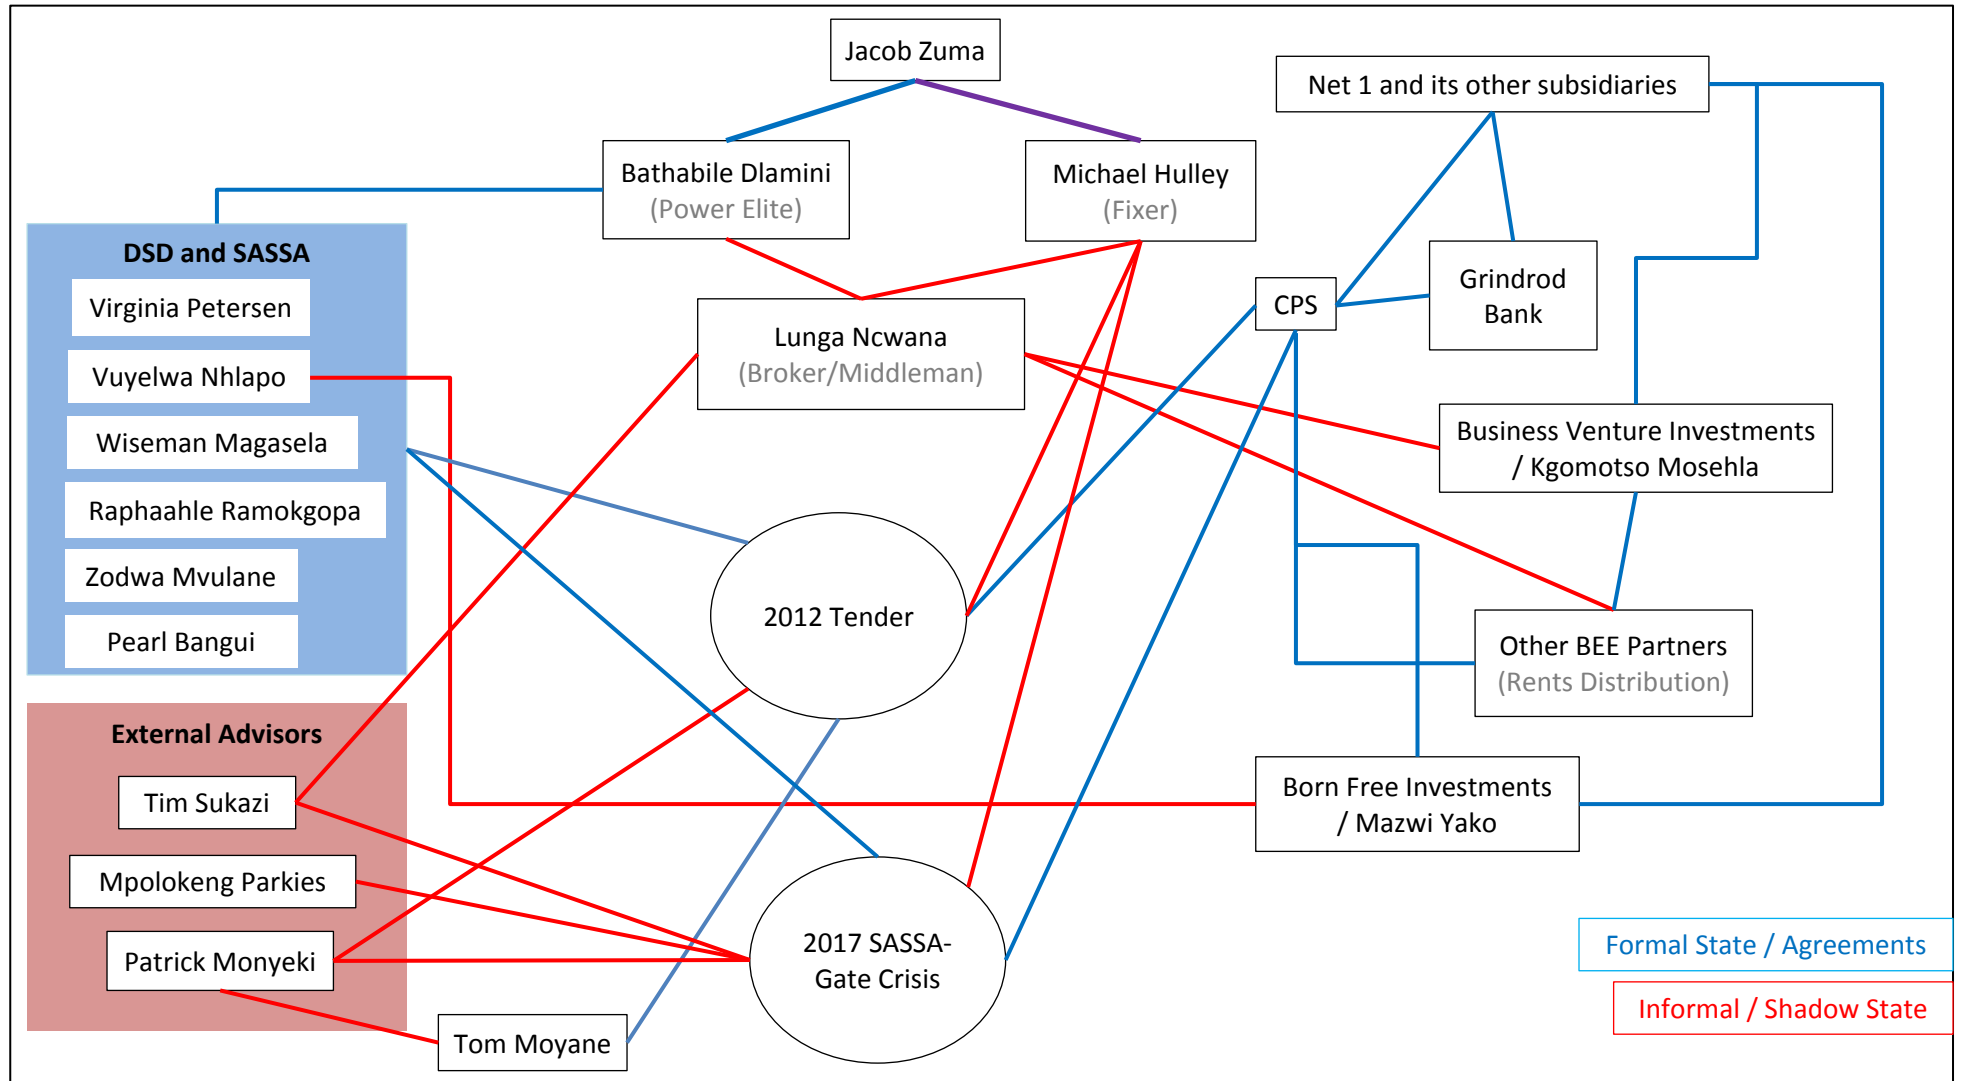 Jacob Zuma
Net 1 and its other subsidiaries
Bathabile Dlamini
(Power Elite)
Michael Hulley
(Fixer)
DSD and SASSA
Virginia Petersen
Vuyelwa Nhlapo
Wiseman Magasela
Raphaahle Ramokgopa
Zodwa Mvulane
Pearl Bangui
Lunga Ncwana
(Broker/Middleman)
CPS
Grindrod
Bank
Business Venture Investments
/ Kgomotso Mosehla
2012 Tender
Other BEE Partners
(Rents Distribution)
External Advisors
Tim Sukazi
Mpolokeng Parkies
Patrick Monyeki
Tom Moyane
Born Free Investments
/ Mazwi Yako
2017 SASSA-
Gate Crisis
Formal State / Agreements
Informal / Shadow State